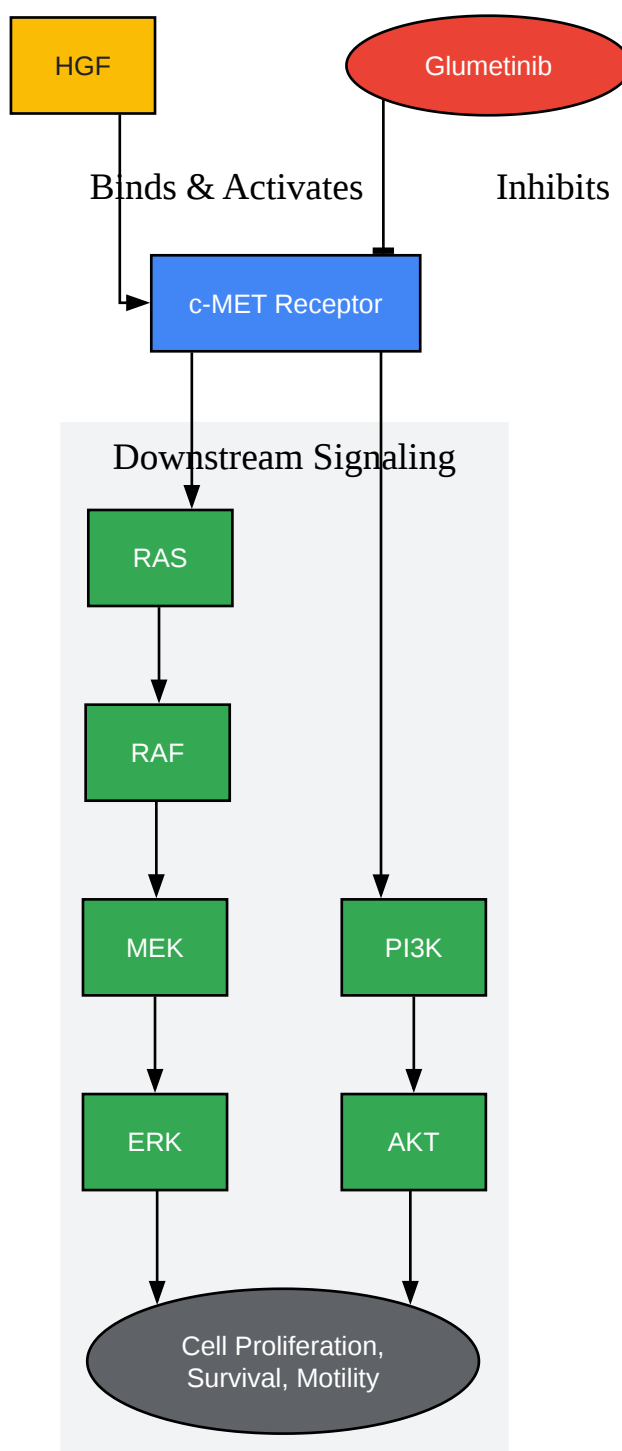 HGF
Glumetinib
Binds & Activates
Inhibits
c-MET Receptor
Downstream Signaling
RAS
RAF
MEK
PI3K
ERK
AKT
Cell Proliferation,
Survival, Motility